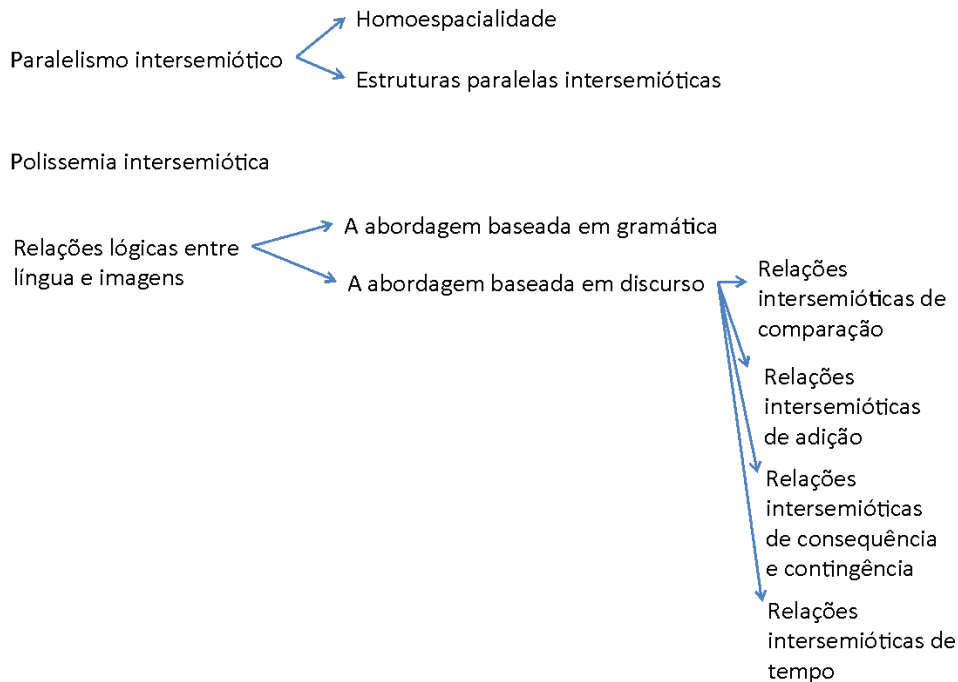 Homoespacialidade
Paralelismo intersemiótico
Estruturas paralelas intersemióticas
Polissemia intersemiótica
A abordagem baseada em gramática
Relações lógicas entre
língua e imagens
A abordagem baseada em discurso
Relações
intersemióticas de
comparação
Relações
intersemióticas
de adição
Relações
intersemióticas
de consequência
e contingência
Relações
intersemióticas de
tempo